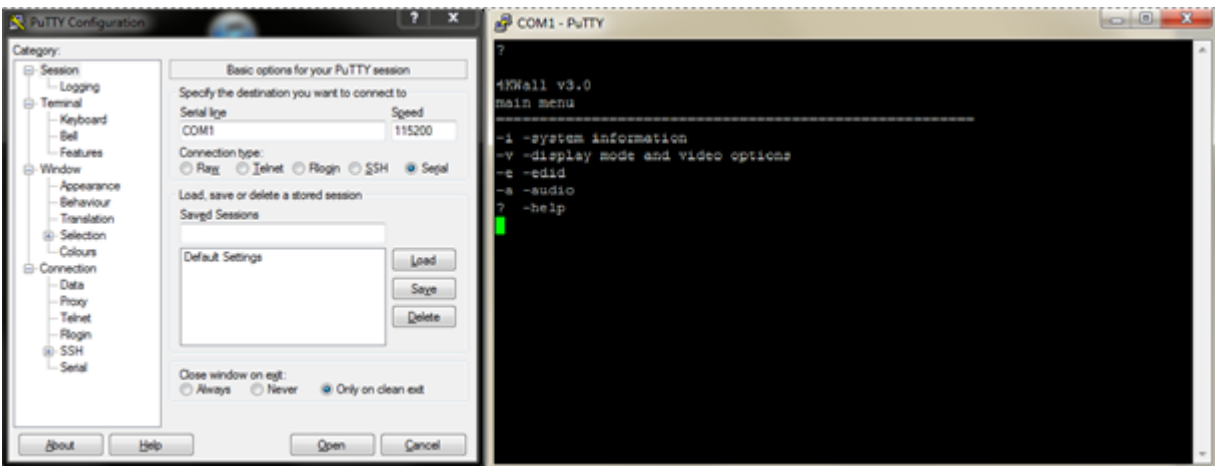 PuTTY Configuration
? X
Category:
Session
Logging
Terminal
Keyboard
Bell
Features
Window
Appearance
Behaviour
Translation
Selection
Colours
Connection
Data
Proxy
Telnet
Rlogin
SSH
Serial
Basic options for your PuTTY session
Specify the destination you want to connect to
Serial line Speed
COM1 115200
Connection type:
Raw Telnet Rlogin SSH Serial
Load, save or delete a stored session
Saved Sessions
Default Settings
Load
Save
Delete
Close window on exit:
Always Never Only on clean exit
About Help Open Cancel
COM1 - PuTTY
?
4KWall v3.0
main menu
-i -system information
-v -display mode and video options
-e -edid
-a -audio
? -help